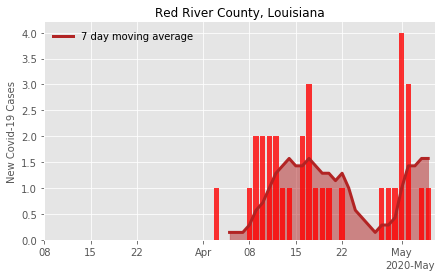 Red River County, Louisiana
7 day moving average
New Covid-19 Cases
4.0
3.5
3.0
2.5
2.0
1.5
1.0
0.5
0.0
08 15 22 Apr 08 15 22 May
2020-May